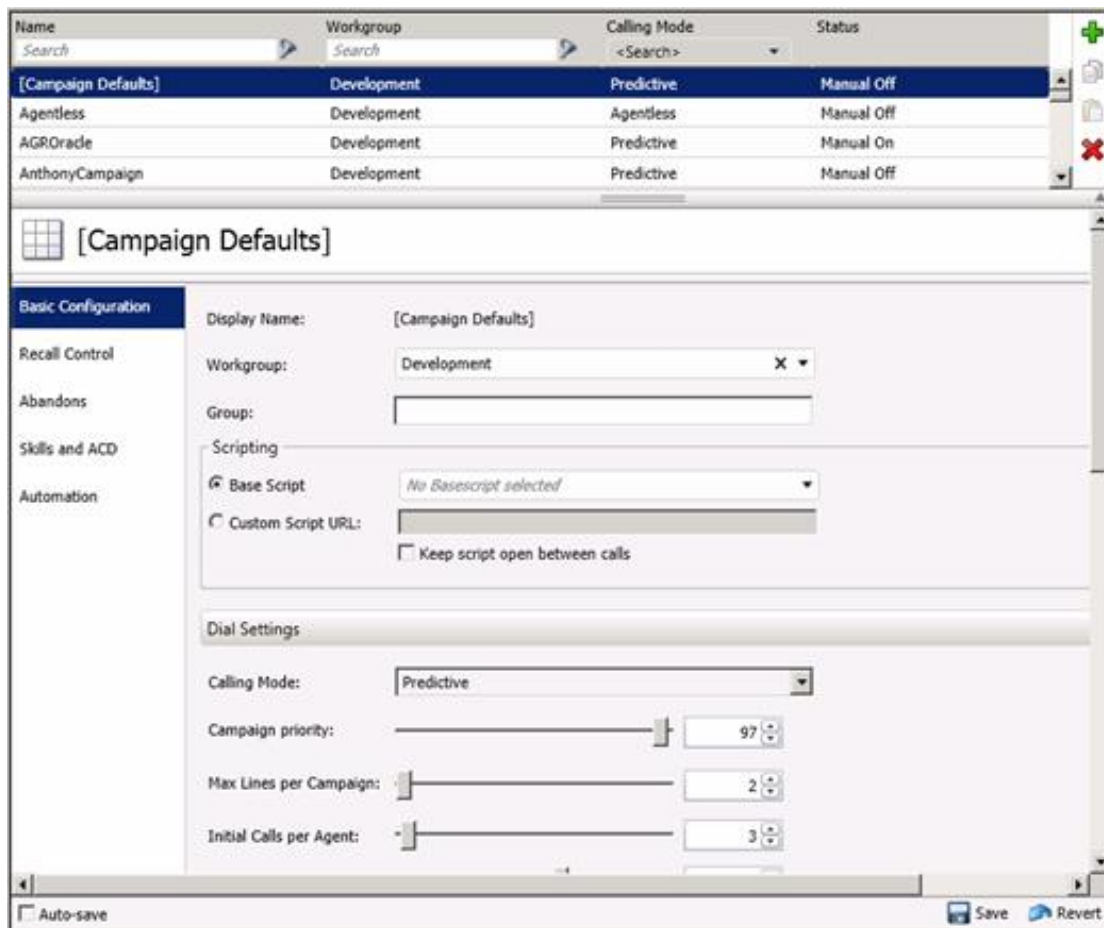 Name Workgroup Calling Mode Status
Search Search <Search>
[Campaign Defaults] Development Predictive Manual Off
Agentless Development Agentless Manual Off
AGROracle Development Predictive Manual On
AnthonyCampaign Development Predictive Manual Off
[Campaign Defaults]
Basic Configuration
Recall Control
Abandons
Skills and ACD
Automation
Display Name: [Campaign Defaults]
Workgroup: Development
Group:
Scripting
Base Script No Basescript selected
Custom Script URL:
Keep script open between calls
Dial Settings
Calling Mode: Predictive
Campaign priority: 97
Max Lines per Campaign: 2
Initial Calls per Agent: 3
Auto-save Save Revert